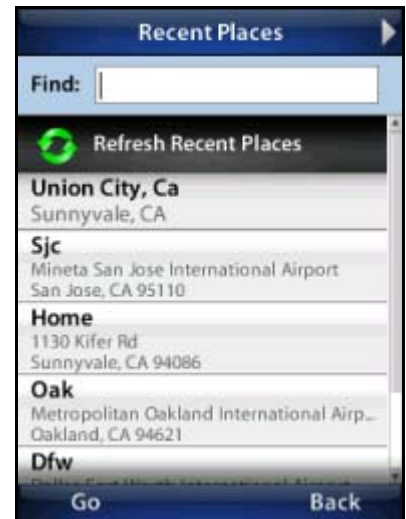 Recent Places
Find:
Refresh Recent Places
Union City, Ca
Sunnyvale, CA
Sjc
Mineta San Jose International Airport
San Jose, CA 95110
Home
1130 Kifer Rd
Sunnyvale, CA 94086
Oak
Metropolitan Oakland International Airp...
Oakland, CA 94621
Dfw
Go Back